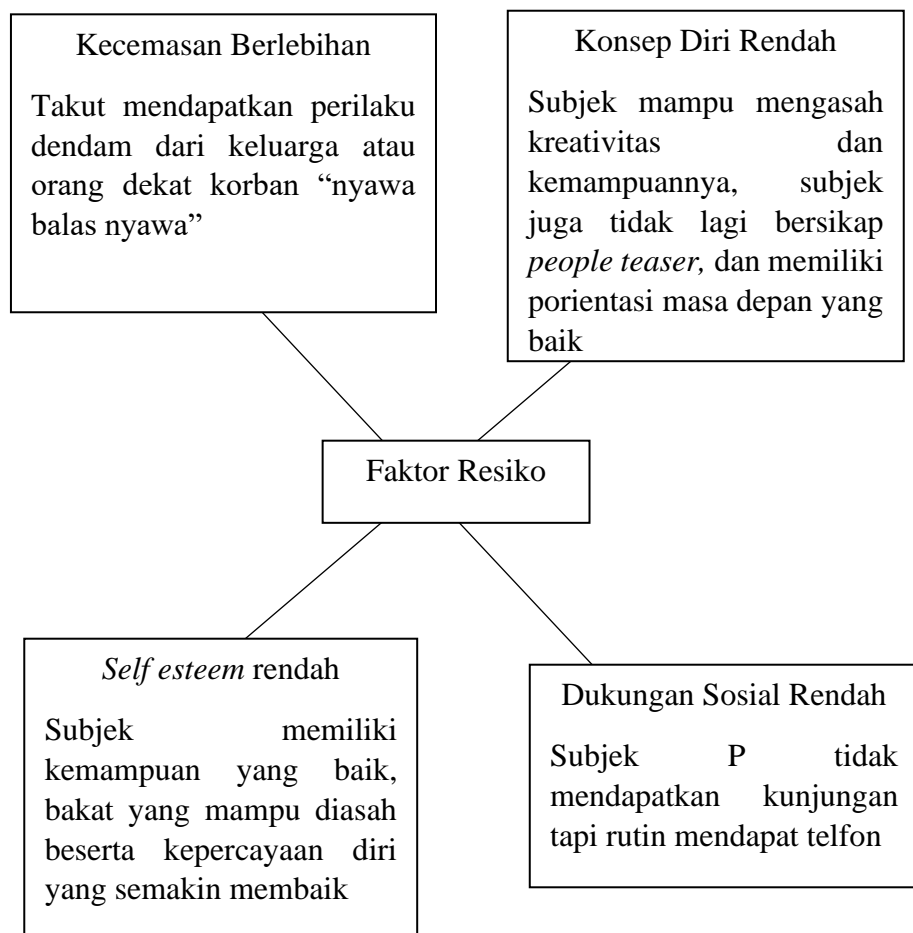 Kecemasan Berlebihan
Takut mendapatkan perilaku
dendam dari keluarga atau
orang dekat korban “nyawa
balas nyawa”
Konsep Diri Rendah
Subjek mampu mengasah
kreativitas dan
kemampuannya, subjek
juga tidak lagi bersikap
people teaser, dan memiliki
porientasi masa depan yang
baik
Faktor Resiko
Self esteem rendah
Subjek memiliki
kemampuan yang baik,
bakat yang mampu diasah
beserta kepercayaan diri
yang semakin membaik
Dukungan Sosial Rendah
Subjek P tidak
mendapatkan kunjungan
tapi rutin mendapat telfon